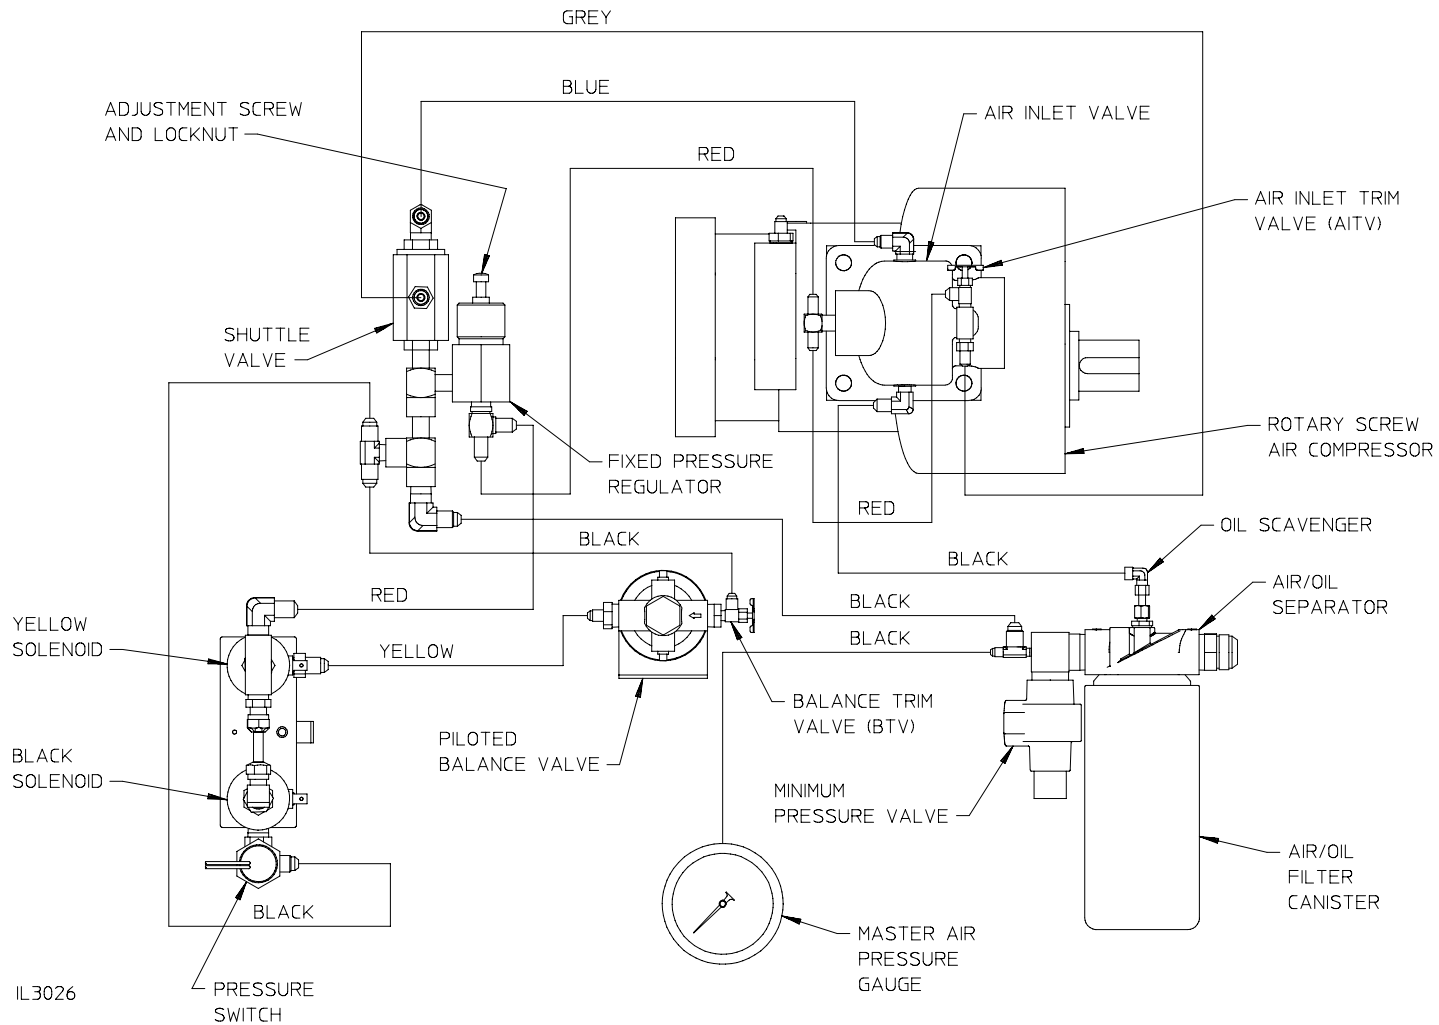 GREY
BLUE
ADJUSTMENT SCREW
AND LOCKNUT
AIR INLET VALVE
RED
AIR INLET TRIM
VALVE (AITV)
SHUTTLE
VALVE
ROTARY SCREW
AIR COMPRESSOR
FIXED PRESSURE
REGULATOR
RED
OIL SCAVENGER
BLACK
BLACK
AIR/OIL
SEPARATOR
RED
BLACK
YELLOW
SOLENOID
BLACK
YELLOW
BALANCE TRIM
VALVE (BTV)
PILOTED
BALANCE VALVE
BLACK
SOLENOID
MINIMUM
PRESSURE VALVE
AIR/OIL
FILTER
CANISTER
BLACK
MASTER AIR
PRESSURE
GAUGE
PRESSURE
SWITCH
IL3026